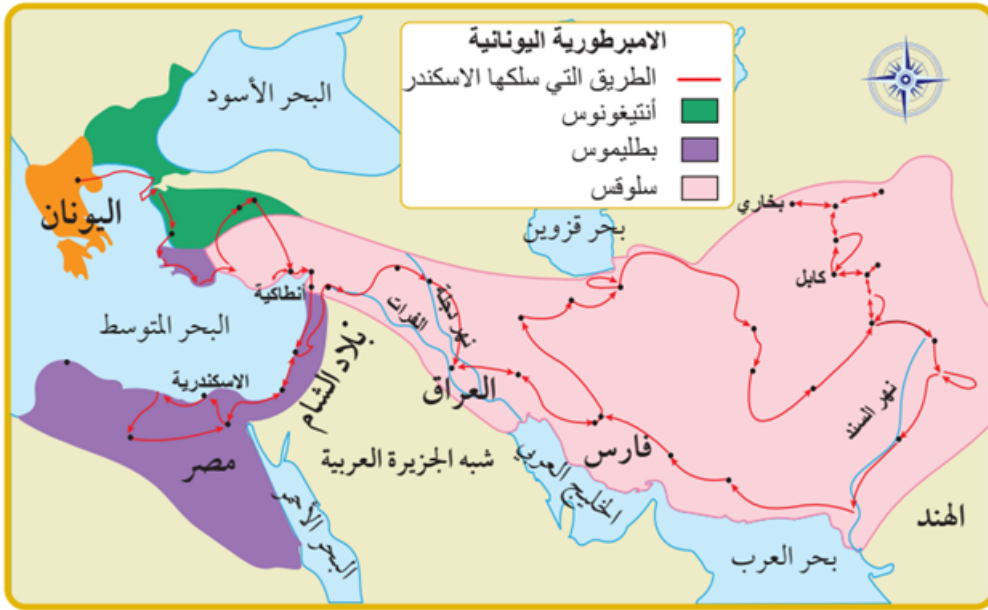 الامبرطورية اليونانية
الطريق التي سلكها الاسكندر
أنتيغونوس
بطليموس
سلوقس
البحر الأسود
اليونان
بحر قزوين
بخاري
كابل
أنطاكية
البحر المتوسط
نهر دجلة
الفرات
بلاد الشام
العراق
الاسكندرية
نهر السند
مصر
شبه الجزيرة العربية
فارس
الخليج العربي
البحر الأحمر
الهند
بحر العرب